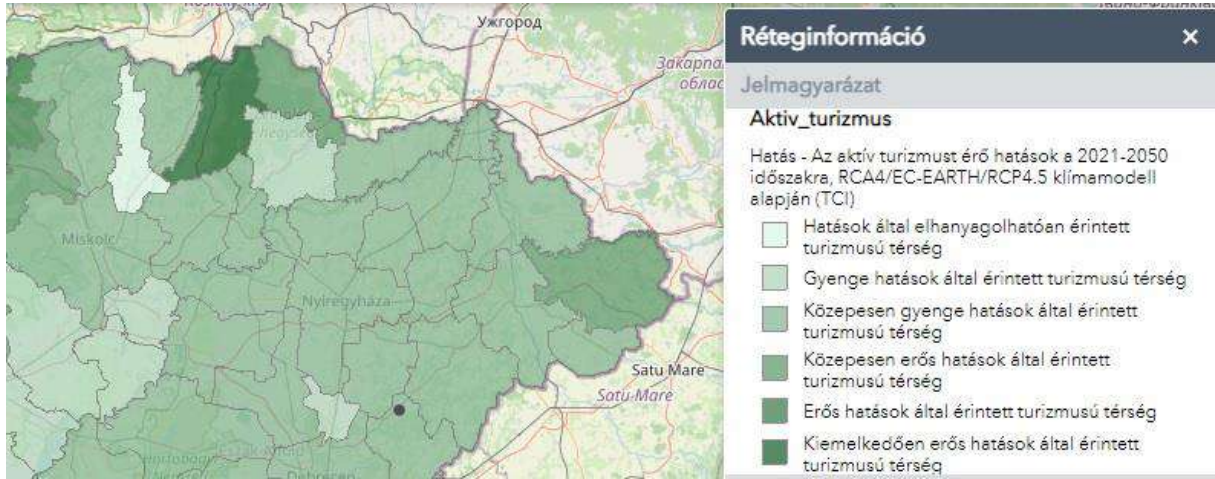 Ужгород
Закарпа
облас
hegysé
Miskolc
Nyíregyháza
Satu Mare
Satu-Mare
Debrecen
Réteginformáció
×
Jelmagyarázat
Aktiv_turizmus
Hatás - Az aktív turizmust érő hatások a 2021-2050
időszakra, RCA4/EC-EARTH/RCP4.5 klímamodell
alapján (TCI)
Hatások által elhanyagolhatóan érintett
turizmusú térség
Gyenge hatások által érintett turizmusú térség
Közepesen gyenge hatások által érintett
turizmusú térség
Közepesen erős hatások által érintett
turizmusú térség
Erős hatások által érintett turizmusú térség
Kiemelkedően erős hatások által érintett
turizmusú térség